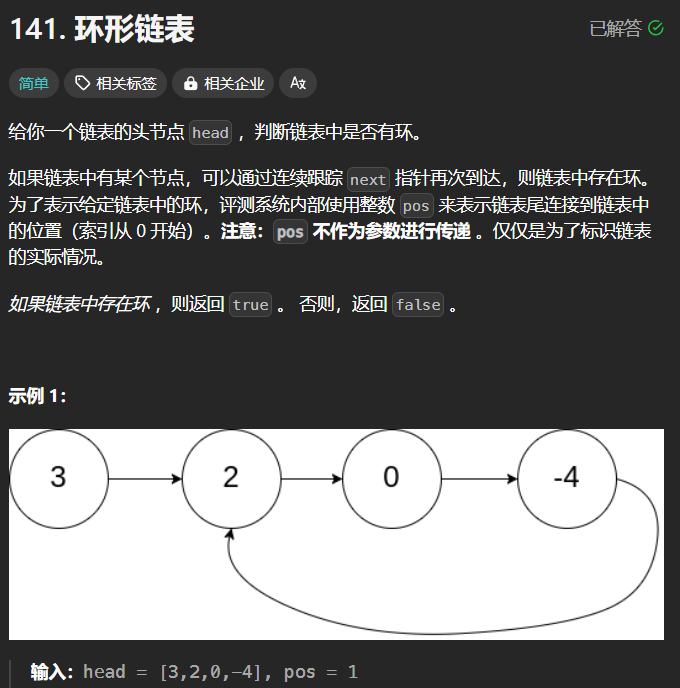 141. 环形链表
已解答
简单 相关标签 相关企业 Az
给你一个链表的头节点 head ，判断链表中是否有环。
如果链表中有某个节点，可以通过连续跟踪 next 指针再次到达，则链表中存在环。
为了表示给定链表中的环，评测系统内部使用整数 pos 来表示链表尾连接到链表中
的位置（索引从 0 开始）。注意：pos 不作为参数进行传递 。仅仅是为了标识链表
的实际情况。
如果链表中存在环 ，则返回 true 。 否则，返回 false 。
示例 1：
3 2 0 -4
输入：head = [3,2,0,-4], pos = 1